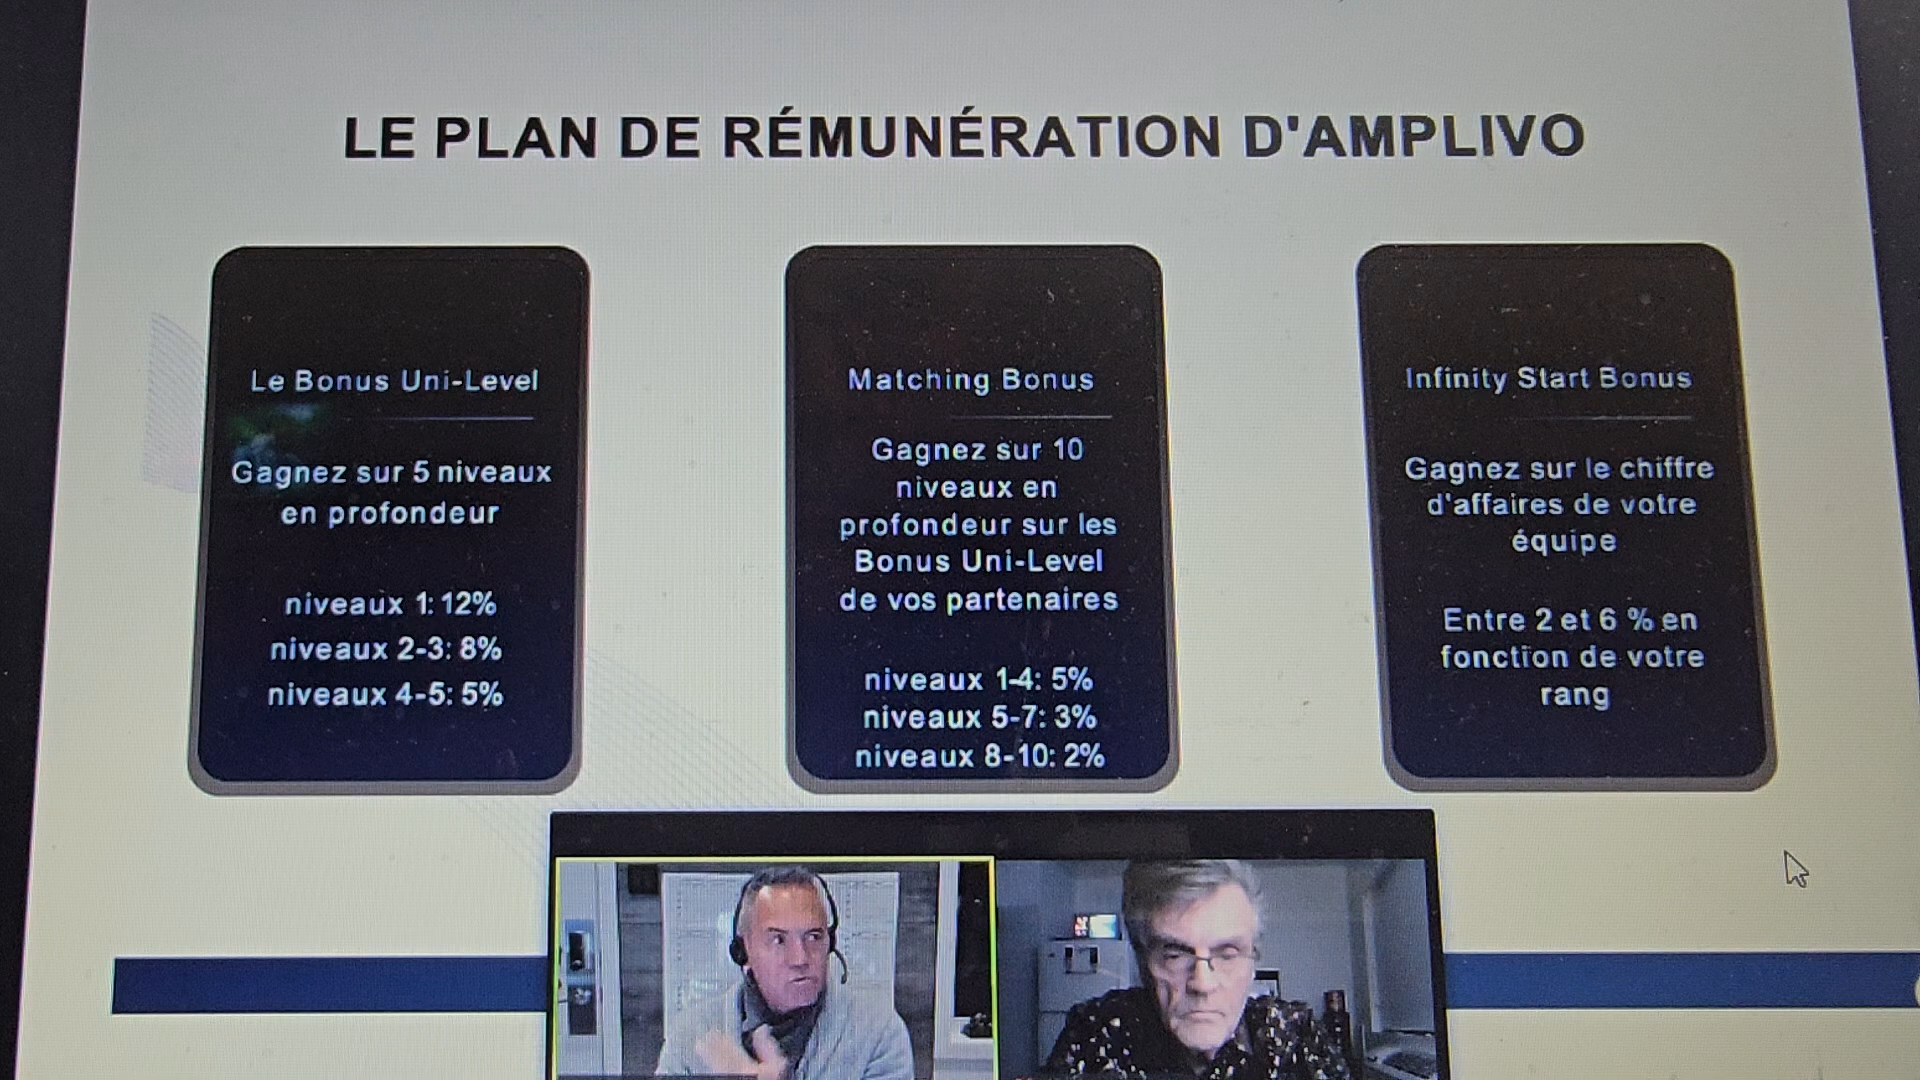 LE PLAN DE RÉMUNÉRATION D'AMPLIVO
Le Bonus Uni-Level
Gagnez sur 5 niveaux
en profondeur
niveaux 1: 12%
niveaux 2-3: 8%
niveaux 4-5: 5%
Matching Bonus
Gagnez sur 10
niveaux en
profondeur sur les
Bonus Uni-Level
de vos partenaires
niveaux 1-4: 5%
niveaux 5-7: 3%
niveaux 8-10: 2%
Infinity Start Bonus
Gagnez sur le chiffre
d'affaires de votre
équipe
Entre 2 et 6 % en
fonction de votre
rang